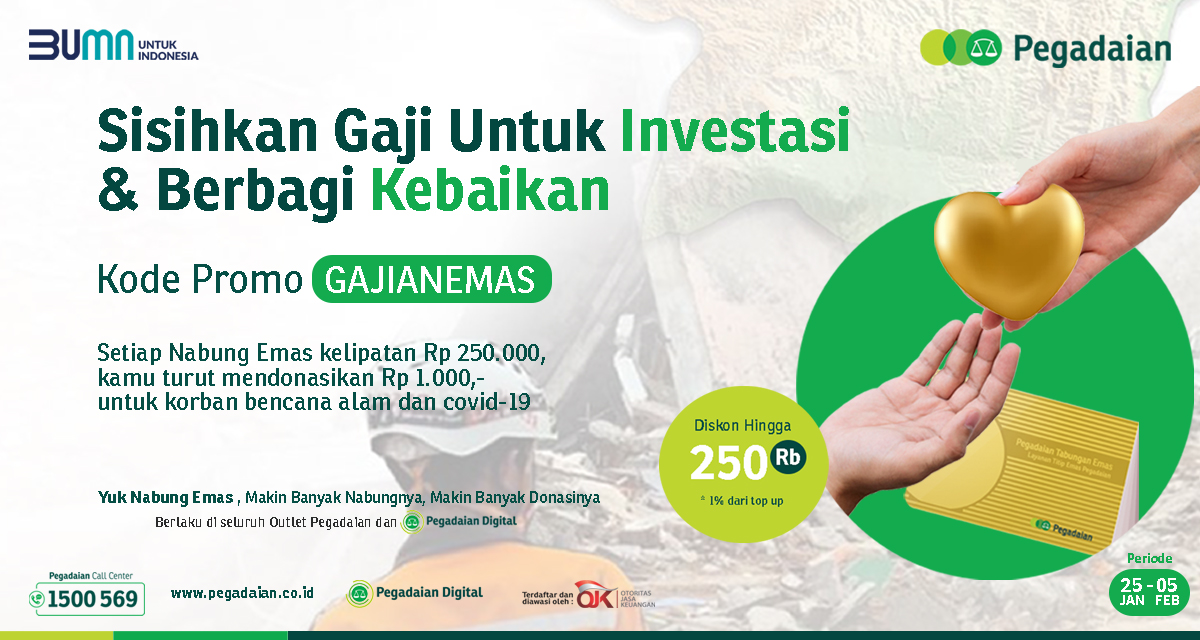 BUMN UNTUK
INDONESIA
Pegadaian
Sisihkan Gaji Untuk Investasi
& Berbagi Kebaikan
Kode Promo GAJIANEMAS
Setiap Nabung Emas kelipatan Rp 250.000,
kamu turut mendonasikan Rp 1.000,-
untuk korban bencana alam dan covid-19
Diskon Hingga
250 Rb
* 1% dari top up
Pegadaian Tabungan Emas
Layanan Titip Emas Pegadaian
Pegadaian
Yuk Nabung Emas , Makin Banyak Nabungnya, Makin Banyak Donasinya
Berlaku di seluruh Outlet Pegadaian dan Pegadaian Digital
Periode
25 - 05
JAN FEB
Pegadaian Call Center
1500 569
www.pegadaian.co.id
Pegadaian Digital
Terdaftar dan
diawasi oleh :
OJK
OTORITAS
JASA
KEUANGAN